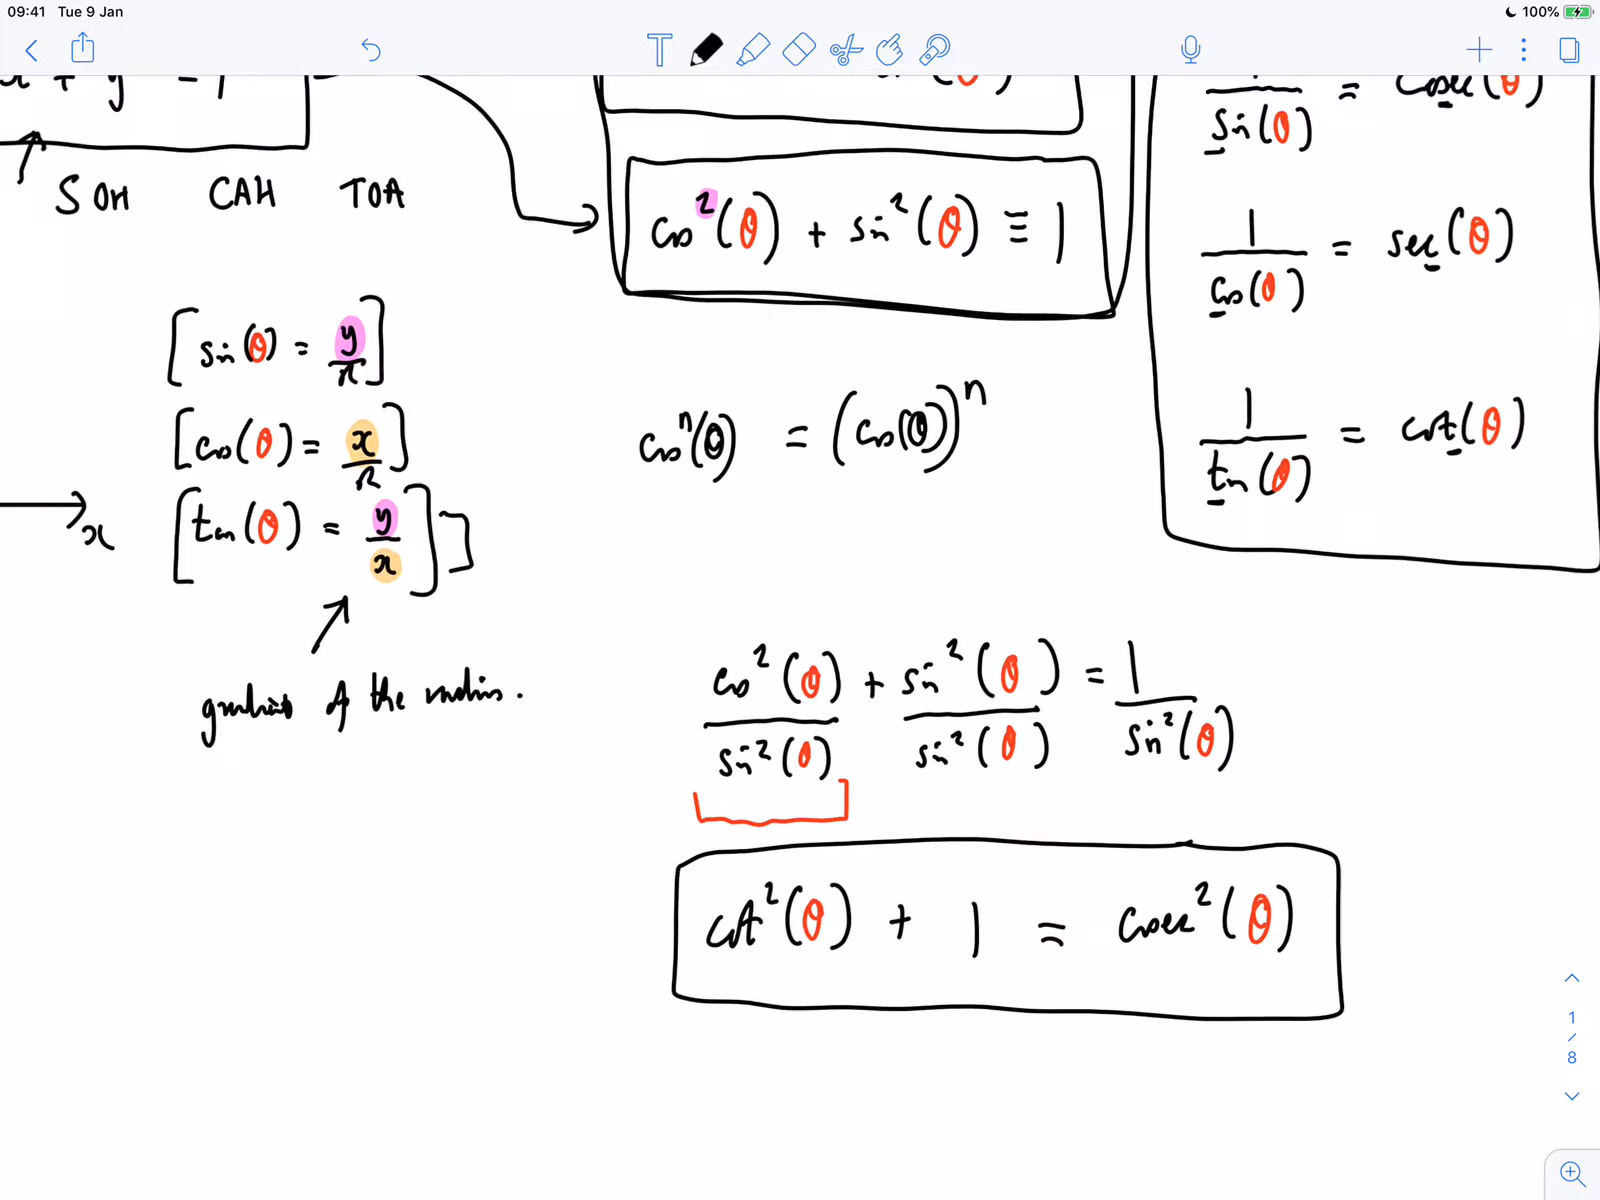 09:41 Tue 9 Jan
100%
x + y = 1
SOH CAH TOA
(θ)
cos²(θ) + sin²(θ) ≡ 1
[sin(θ) = y/r]
[cos(θ) = x/r]
[tan(θ) = y/x]
x
gradient of the radius.
cosⁿ(θ) = (cos(θ))ⁿ
1/sin(θ) = cosec(θ)
1/cos(θ) = sec(θ)
1/tan(θ) = cot(θ)
cos²(θ)/sin²(θ) + sin²(θ)/sin²(θ) = 1/sin²(θ)
cot²(θ) + 1 = cosec²(θ)
1
/
8